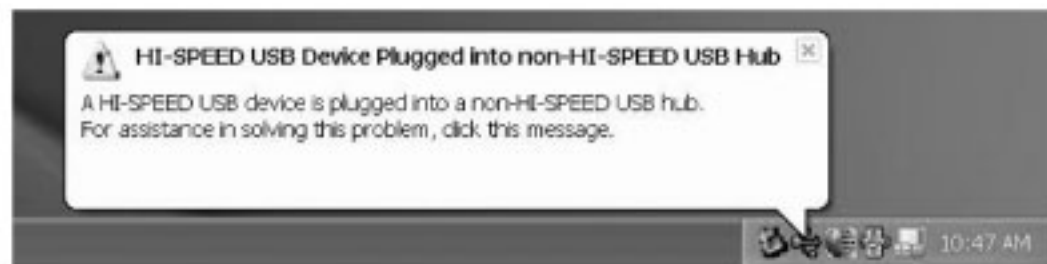 HI-SPEED USB Device Plugged into non-HI-SPEED USB Hub
A HI-SPEED USB device is plugged into a non-HI-SPEED USB hub.
For assistance in solving this problem, click this message.
10:47 AM